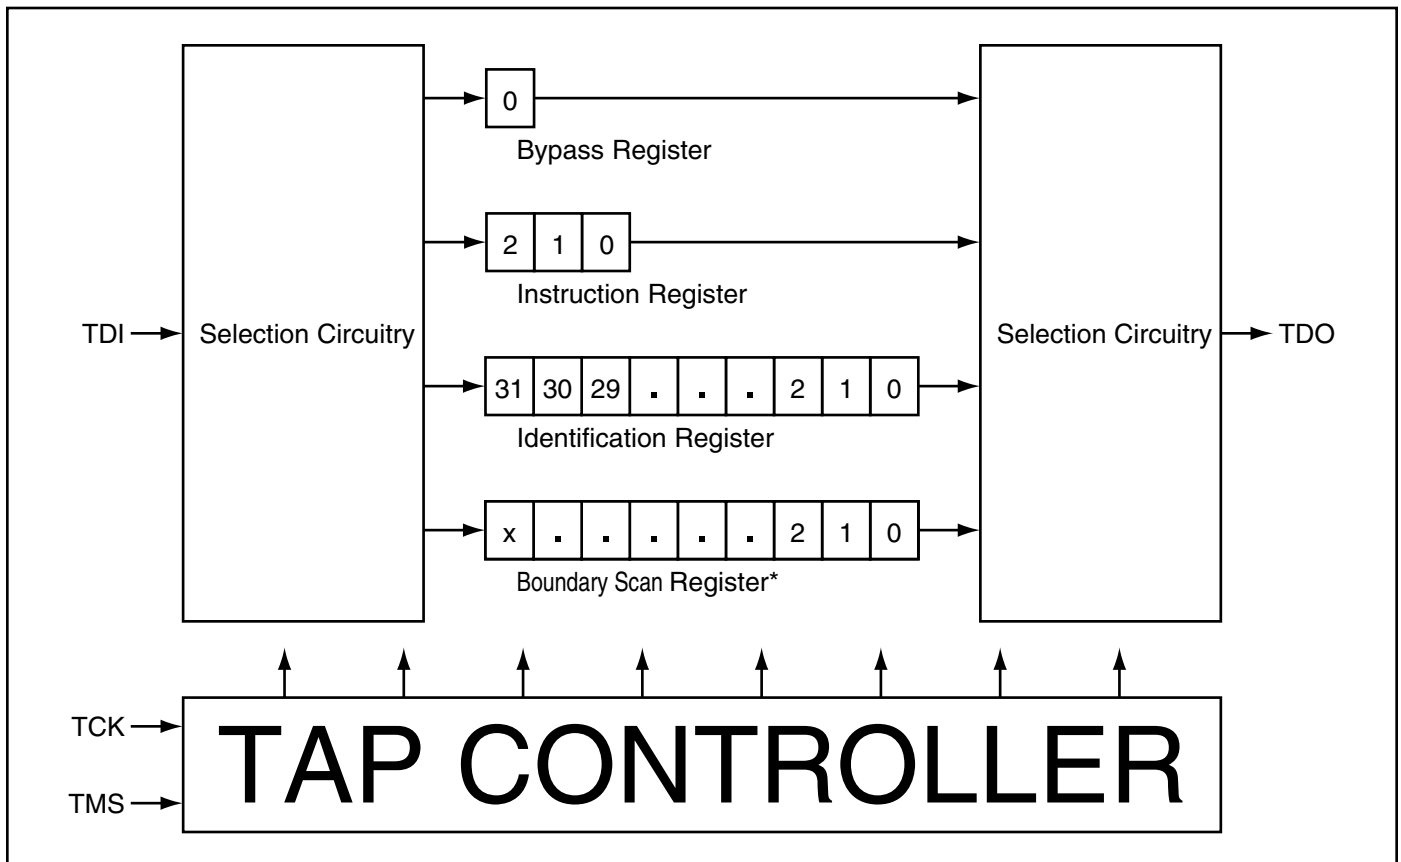 0
Bypass Register
2 1 0
Instruction Register
TDI Selection Circuitry Selection Circuitry TDO
31 30 29 . . . 2 1 0
Identification Register
x . . . . . 2 1 0
Boundary Scan Register*
TCK
TAP CONTROLLER
TMS